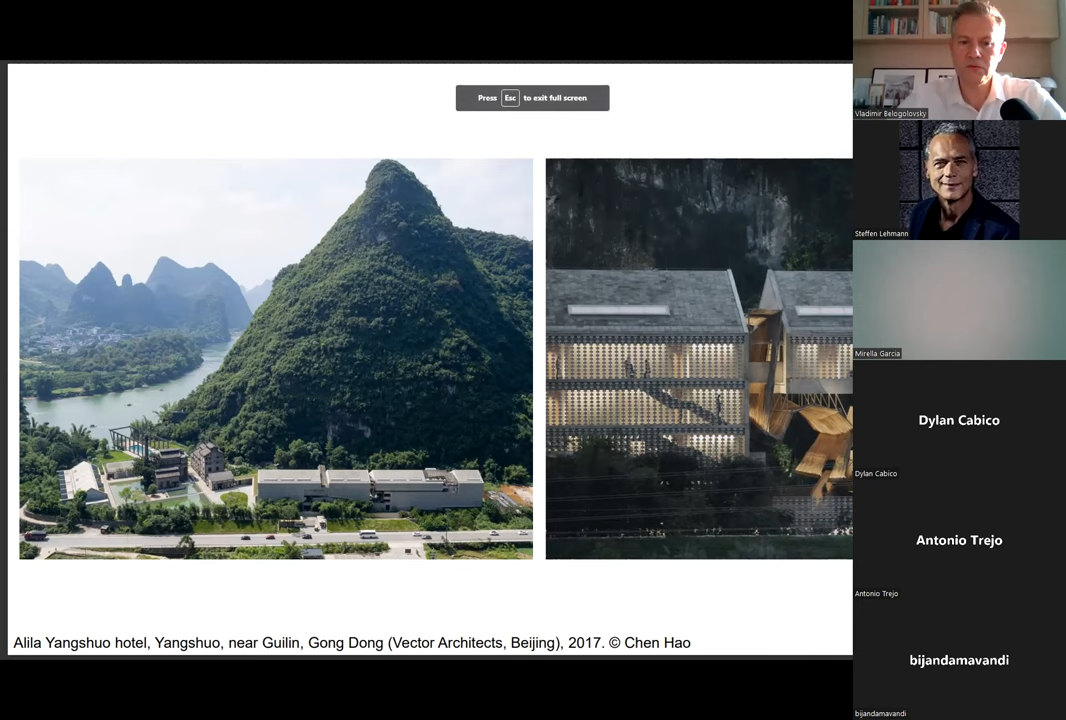 Press Esc to exit full screen
Alila Yangshuo hotel, Yangshuo, near Guilin, Gong Dong (Vector Architects, Beijing), 2017. © Chen Hao
Vladimir Belogolovsky
Steffen Lehmann
Mirella Garcia
Dylan Cabico
Dylan Cabico
Antonio Trejo
Antonio Trejo
bijandamavandi
bijandamavandi